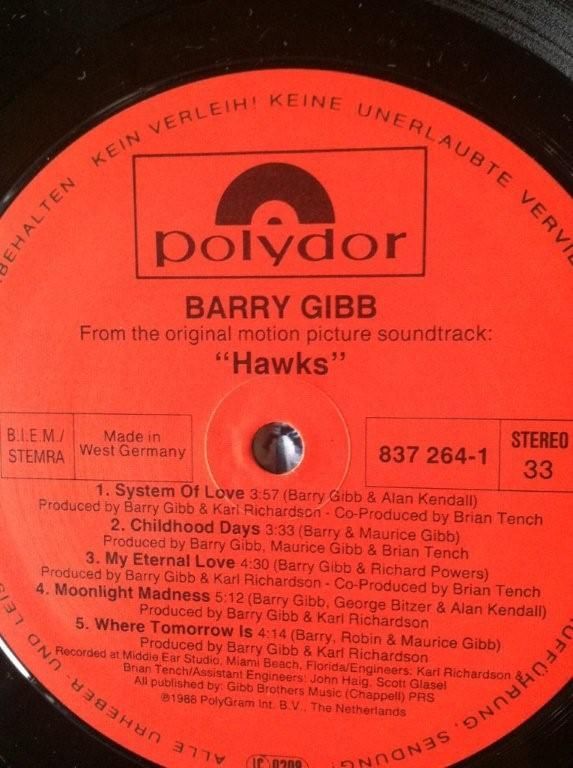 BEHALTEN KEIN VERLEIH! KEINE UNERLAUBTE VERVIE
polydor
BARRY GIBB
From the original motion picture soundtrack:
“Hawks”
B.I.E.M./
STEMRA
Made in
West Germany
837 264-1
STEREO
33
1. System Of Love 3:57 (Barry Gibb & Alan Kendall)
Produced by Barry Gibb & Karl Richardson - Co-Produced by Brian Tench
2. Childhood Days 3:33 (Barry & Maurice Gibb)
Produced by Barry Gibb, Maurice Gibb & Brian Tench
3. My Eternal Love 4:30 (Barry Gibb & Richard Powers)
Produced by Barry Gibb & Karl Richardson - Co-Produced by Brian Tench
4. Moonlight Madness 5:12 (Barry Gibb, George Bitzer & Alan Kendall)
Produced by Barry Gibb & Karl Richardson
5. Where Tomorrow Is 4:14 (Barry, Robin & Maurice Gibb)
Produced by Barry Gibb & Karl Richardson
Recorded at Middle Ear Studio, Miami Beach, Florida/Engineers: Karl Richardson &
Brian Tench/Assistant Engineers: John Haig, Scott Glasel
All published by: Gibb Brothers Music (Chappell) PRS
℗1988 PolyGram Int. B.V., The Netherlands
UFFÜHRUNG, SENDUNG!
ALLE URHEBER- UND LEIS
LC 0309